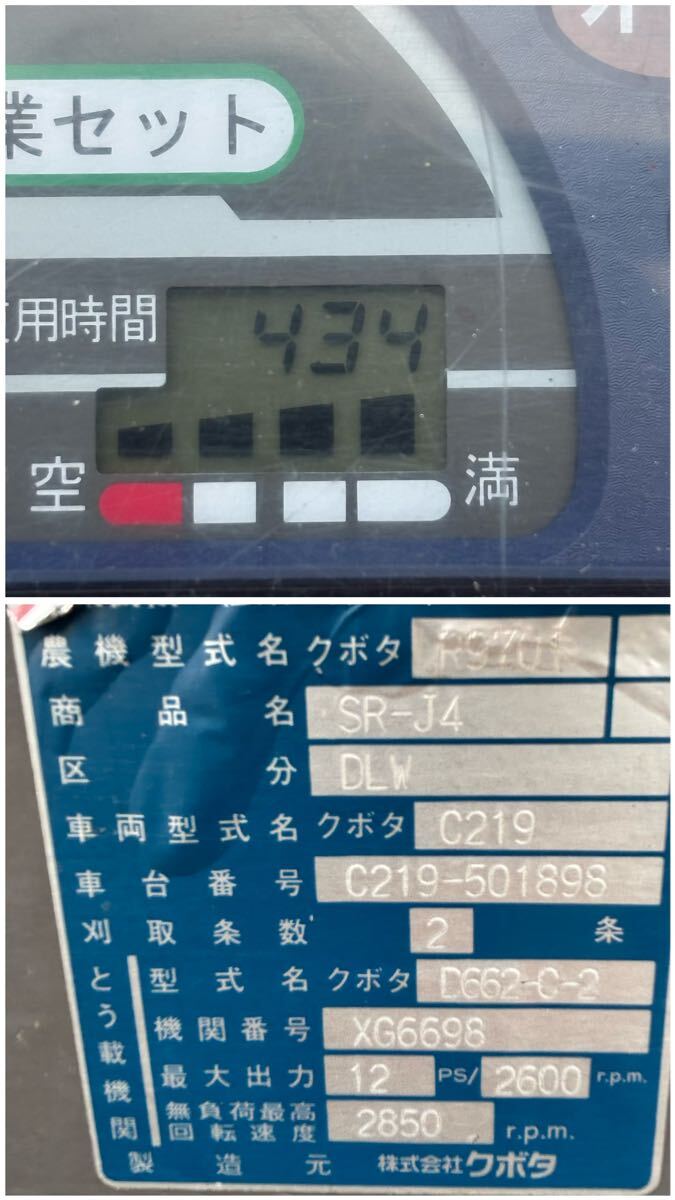 業セット
用時間 434
空 満
農機型式名 クボタ
商品名 SR-J4
区分 DLW
車両型式名 クボタ C219
車台番号 C219-501898
刈取条数 2 条
とう載機関
型式名 クボタ D662-C-2
機関番号 XG6698
最大出力 12 PS/ 2600 r.p.m.
無負荷最高回転速度 2850 r.p.m.
製造元 株式会社クボタ